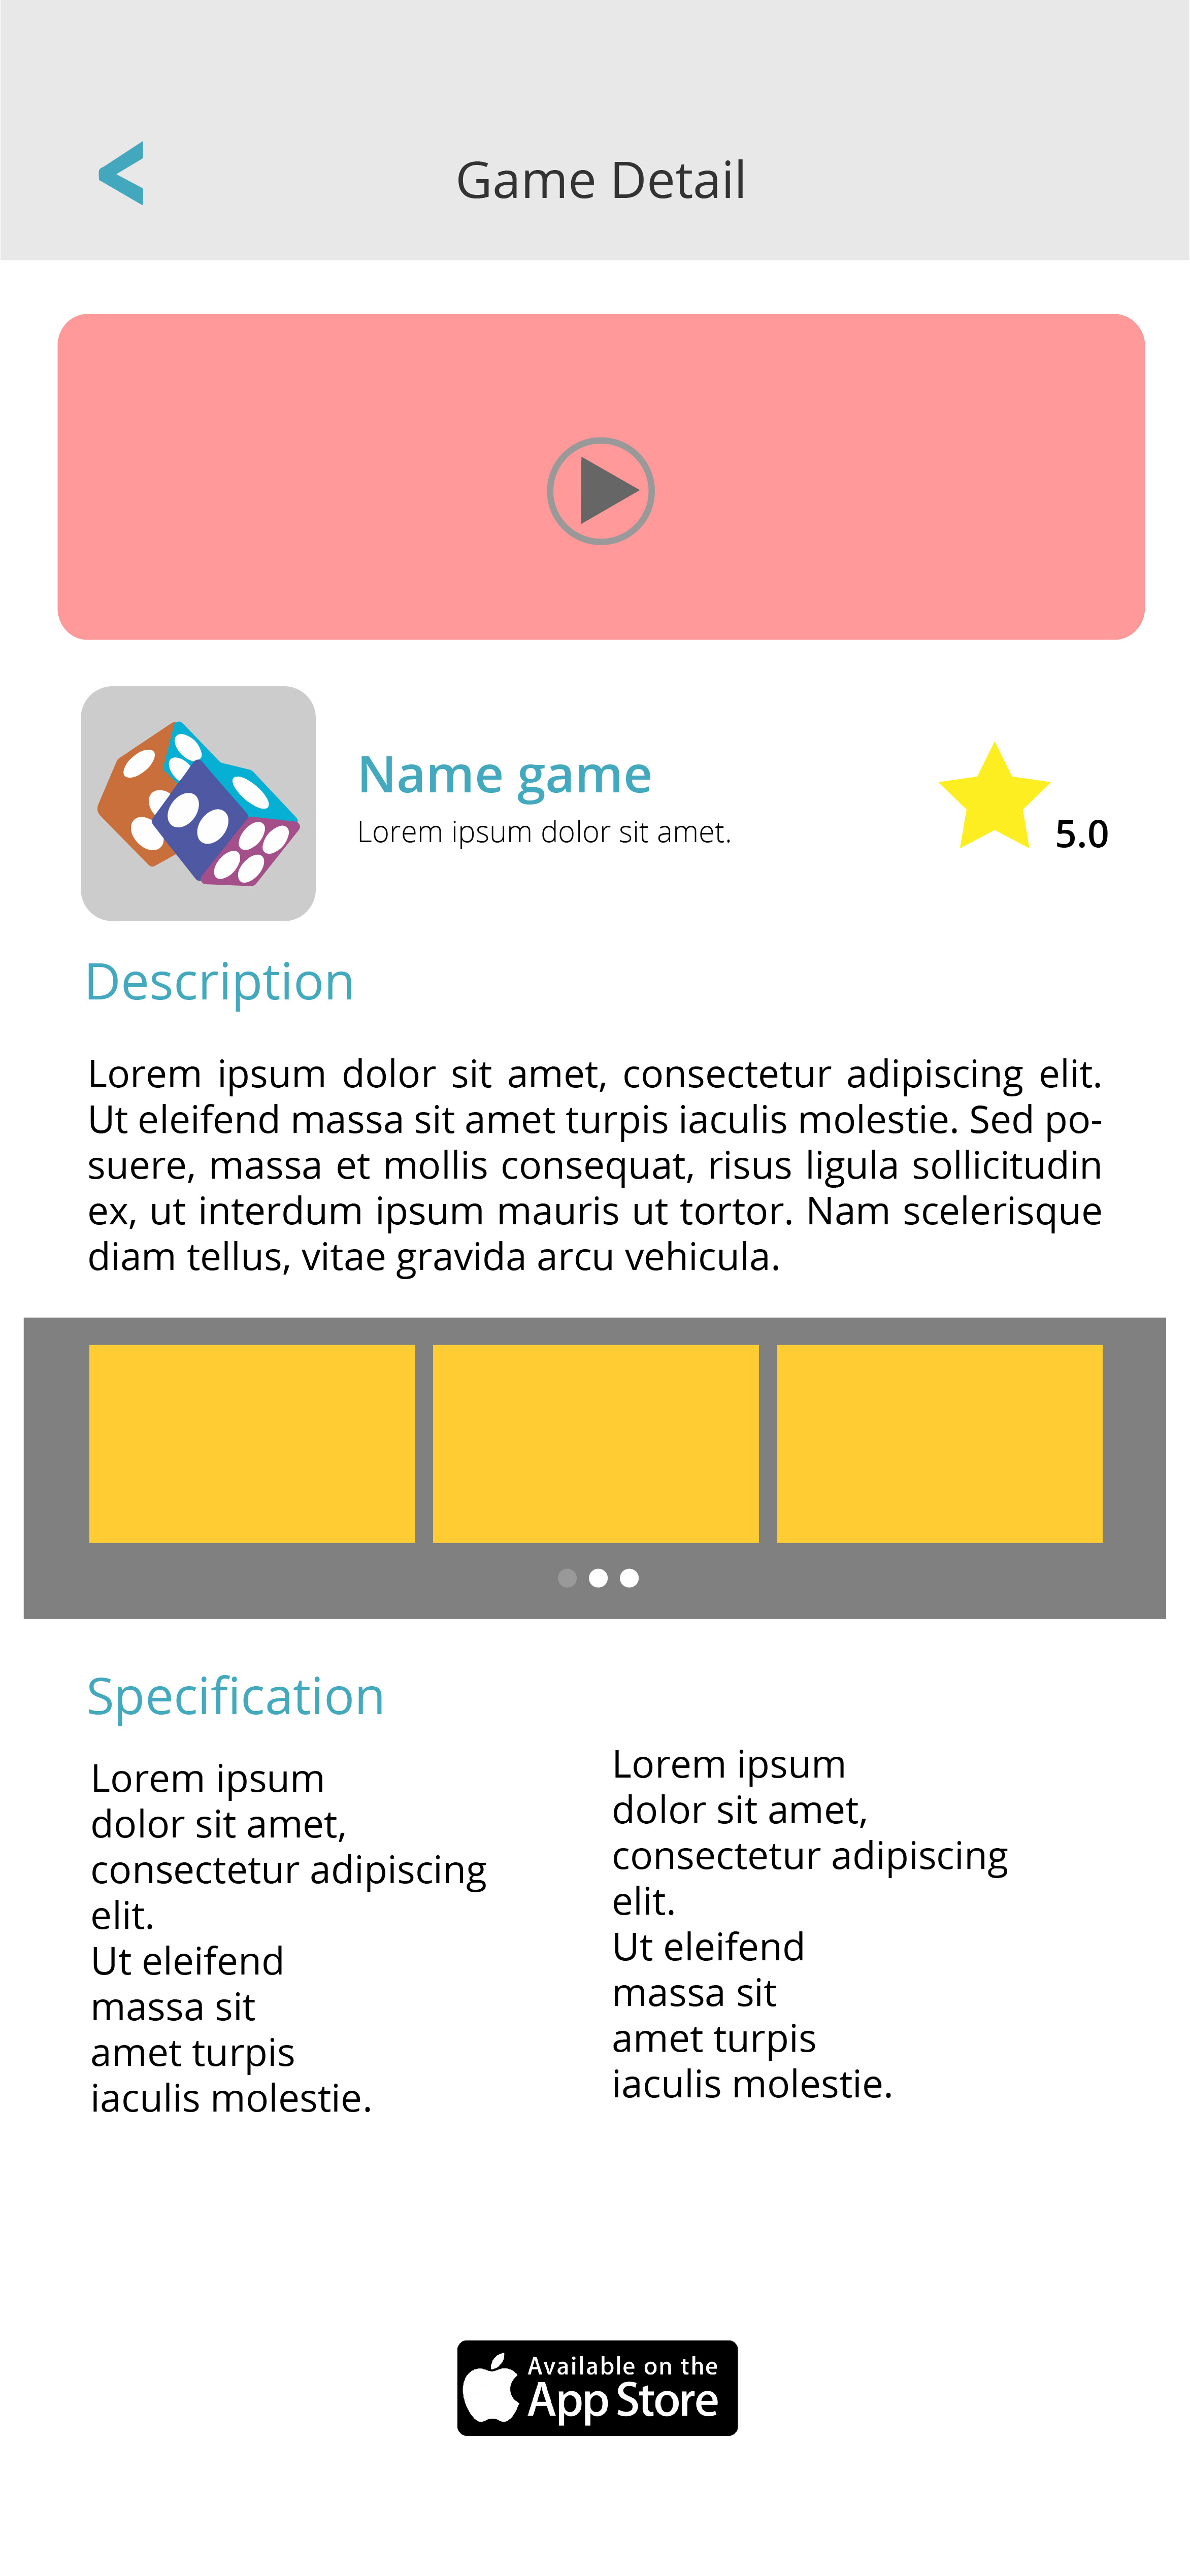 Game Detail
Name game
Lorem ipsum dolor sit amet.
5.0
Description
Lorem ipsum dolor sit amet, consectetur adipiscing elit.
Ut eleifend massa sit amet turpis iaculis molestie. Sed po-
suere, massa et mollis consequat, risus ligula sollicitudin
ex, ut interdum ipsum mauris ut tortor. Nam scelerisque
diam tellus, vitae gravida arcu vehicula.
Specification
Lorem ipsum
dolor sit amet,
consectetur adipiscing
elit.
Ut eleifend
massa sit
amet turpis
iaculis molestie.
Lorem ipsum
dolor sit amet,
consectetur adipiscing
elit.
Ut eleifend
massa sit
amet turpis
iaculis molestie.
Available on the
App Store